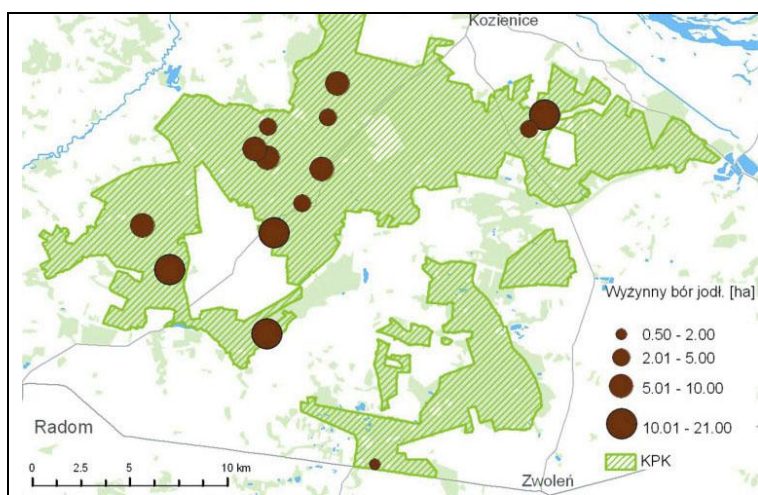 Kozienice
Wyżynny bór jodł. [ha]
0.50 - 2.00
2.01 - 5.00
5.01 - 10.00
10.01 - 21.00
KPK
Radom
Zwoleń
0 2.5 5 10 km